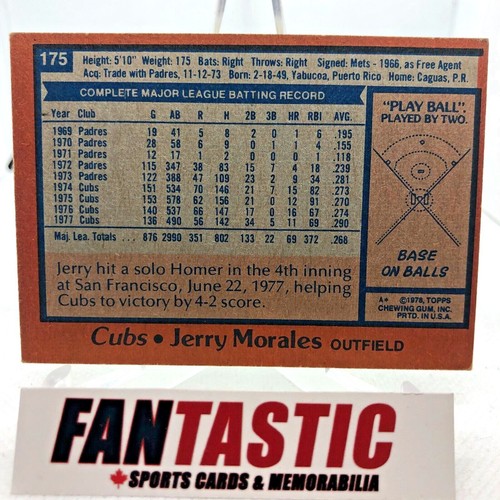 175 Height: 5'10" Weight: 175 Bats: Right Throws: Right Signed: Mets - 1966, as Free Agent
Acq: Trade with Padres, 11-12-73 Born: 2-18-49, Yabucoa, Puerto Rico Home: Caguas, P.R.
COMPLETE MAJOR LEAGUE BATTING RECORD
Year Club G AB R H 2B 3B HR RBI AVG.
1969 Padres 19 41 5 8 2 0 1 6 .195
1970 Padres 28 58 6 9 0 1 1 4 .155
1971 Padres 12 17 1 2 0 0 0 1 .118
1972 Padres 115 347 38 83 15 7 4 18 .239
1973 Padres 122 388 47 109 23 2 9 34 .281
1974 Cubs 151 534 70 146 21 7 15 82 .273
1975 Cubs 153 578 62 156 21 0 12 91 .270
1976 Cubs 140 537 66 147 17 0 16 67 .274
1977 Cubs 136 490 56 142 34 5 11 69 .290
Maj. Lea. Totals ... 876 2990 351 802 133 22 69 372 .268
Jerry hit a solo Homer in the 4th inning
at San Francisco, June 22, 1977, helping
Cubs to victory by 4-2 score.
"PLAY BALL"
PLAYED BY TWO.
BASE
ON BALLS
A* ©1978, TOPPS
CHEWING GUM, INC.
PRTD. IN U.S.A.
Cubs • Jerry Morales OUTFIELD
FANTASTIC
SPORTS CARDS & MEMORABILIA